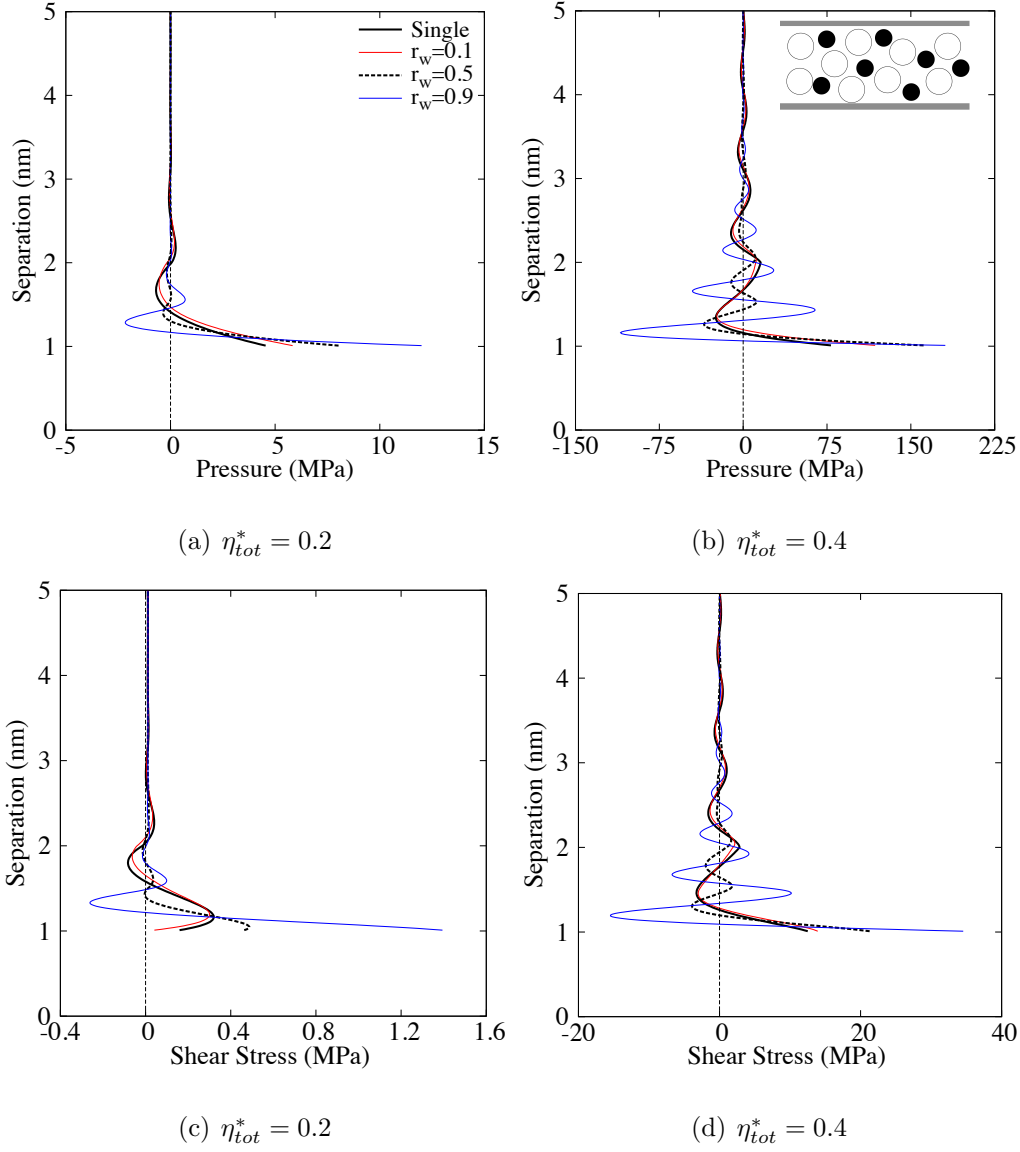 Single
r_w=0.1
r_w=0.5
r_w=0.9
5
4
3
2
1
0
Separation (nm)
-5 0 5 10 15
Pressure (MPa)
(a) η*tot = 0.2
5
4
3
2
1
0
Separation (nm)
-150 -75 0 75 150 225
Pressure (MPa)
(b) η*tot = 0.4
5
4
3
2
1
0
Separation (nm)
-0.4 0 0.4 0.8 1.2 1.6
Shear Stress (MPa)
(c) η*tot = 0.2
5
4
3
2
1
0
Separation (nm)
-20 0 20 40
Shear Stress (MPa)
(d) η*tot = 0.4